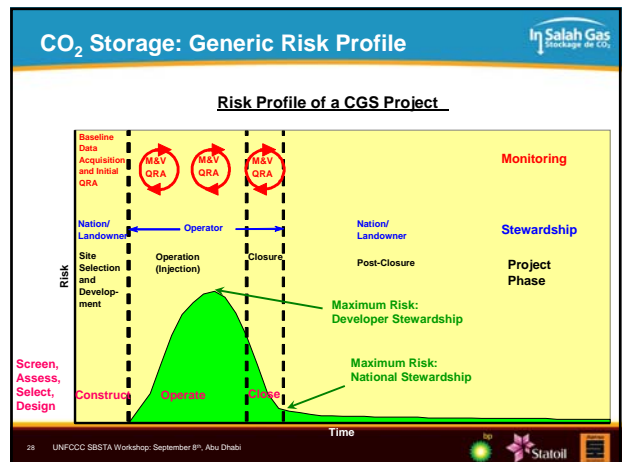 CO2 Storage: Generic Risk Profile
In Salah Gas
Stockage de CO2
Risk Profile of a CGS Project
Baseline
Data
Acquisition
and Initial
QRA
M&V
QRA
M&V
QRA
M&V
QRA
Monitoring
Nation/
Landowner
Operator
Nation/
Landowner
Stewardship
Site
Selection
and
Develop-
ment
Operation
(Injection)
Closure
Post-Closure
Project
Phase
Risk
Maximum Risk:
Developer Stewardship
Maximum Risk:
National Stewardship
Screen,
Assess,
Select,
Design
Construct
Operate
Close
Time
28 UNFCCC SBSTA Workshop: September 8th, Abu Dhabi
bp
Statoil